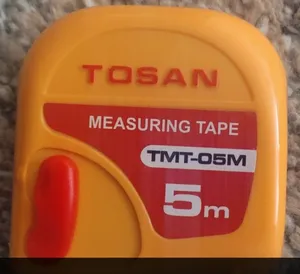 TOSAN
MEASURING TAPE
TMT-05M
5m